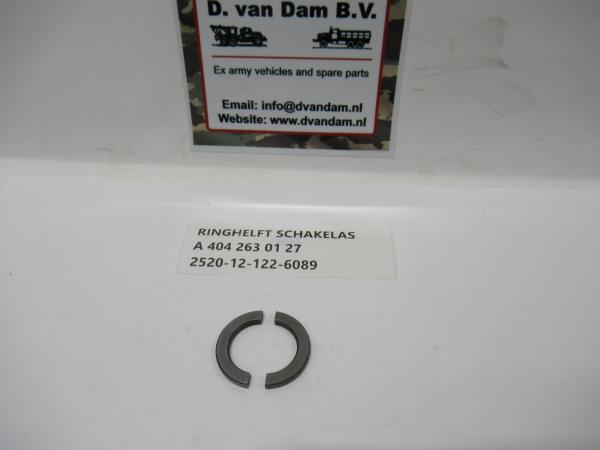 D. van Dam B.V.
Ex army vehicles and spare parts
Email: info@dvandam.nl
Website: www.dvandam.nl
RINGHELFT SCHAKELAS
A 404 263 01 27
2520-12-122-6089